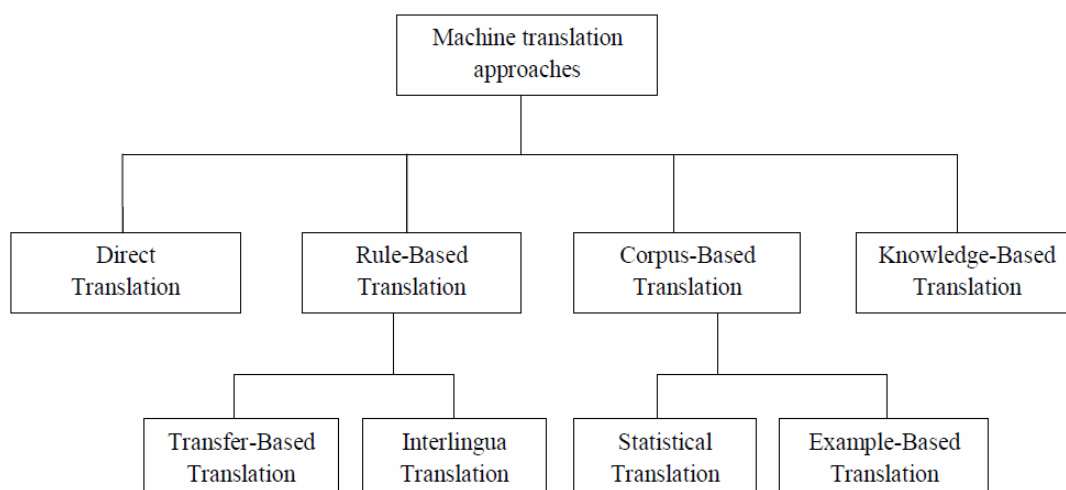 Machine translation
approaches
Direct
Translation
Rule-Based
Translation
Corpus-Based
Translation
Knowledge-Based
Translation
Transfer-Based
Translation
Interlingua
Translation
Statistical
Translation
Example-Based
Translation